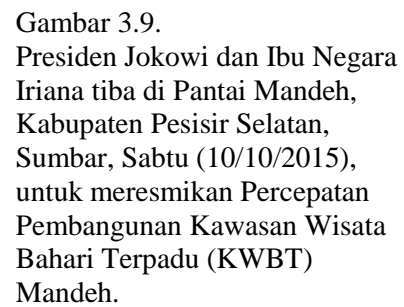 Gambar 3.9.
Presiden Jokowi dan Ibu Negara
Iriana tiba di Pantai Mandeh,
Kabupaten Pesisir Selatan,
Sumbar, Sabtu (10/10/2015),
untuk meresmikan Percepatan
Pembangunan Kawasan Wisata
Bahari Terpadu (KWBT)
Mandeh.